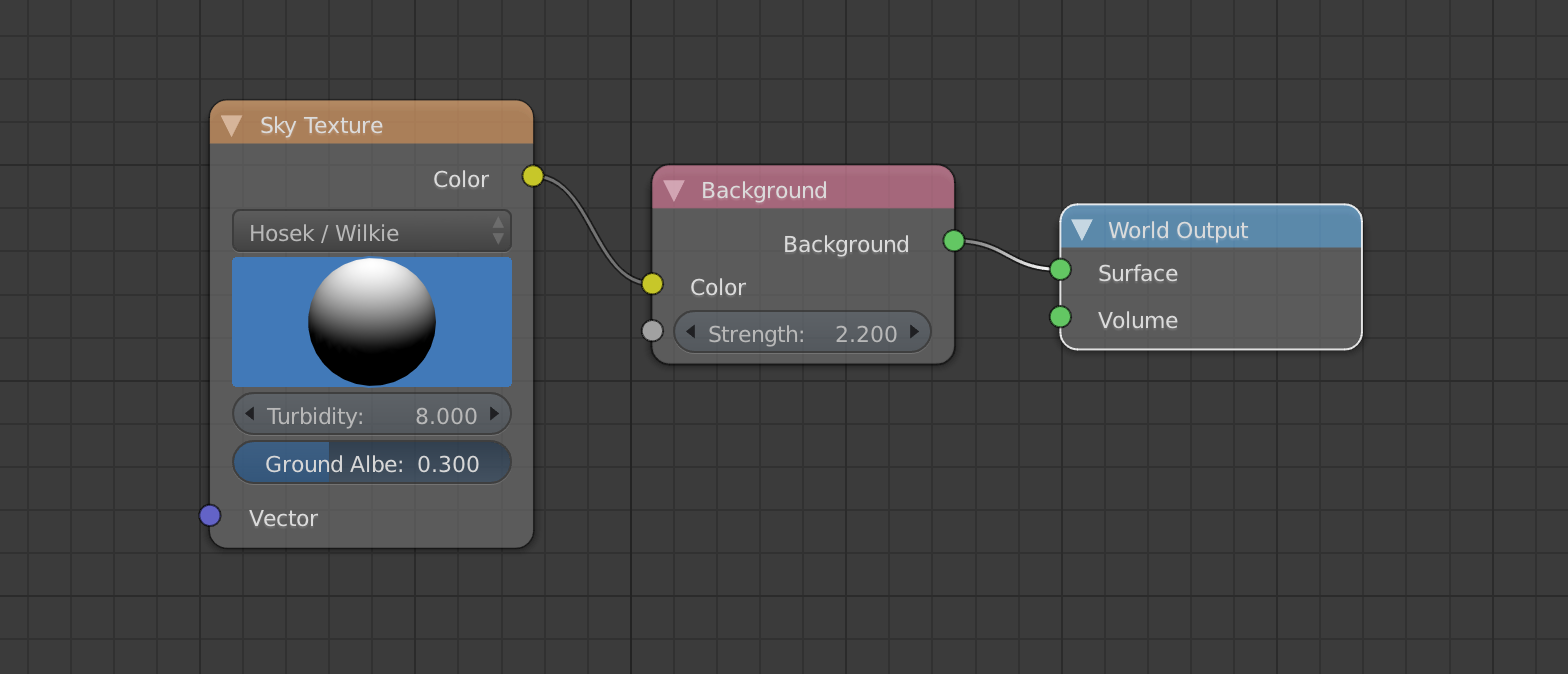 Sky Texture
Color
Hosek / Wilkie
Turbidity: 8.000
Ground Albe: 0.300
Vector
Background
Background
Color
Strength: 2.200
World Output
Surface
Volume